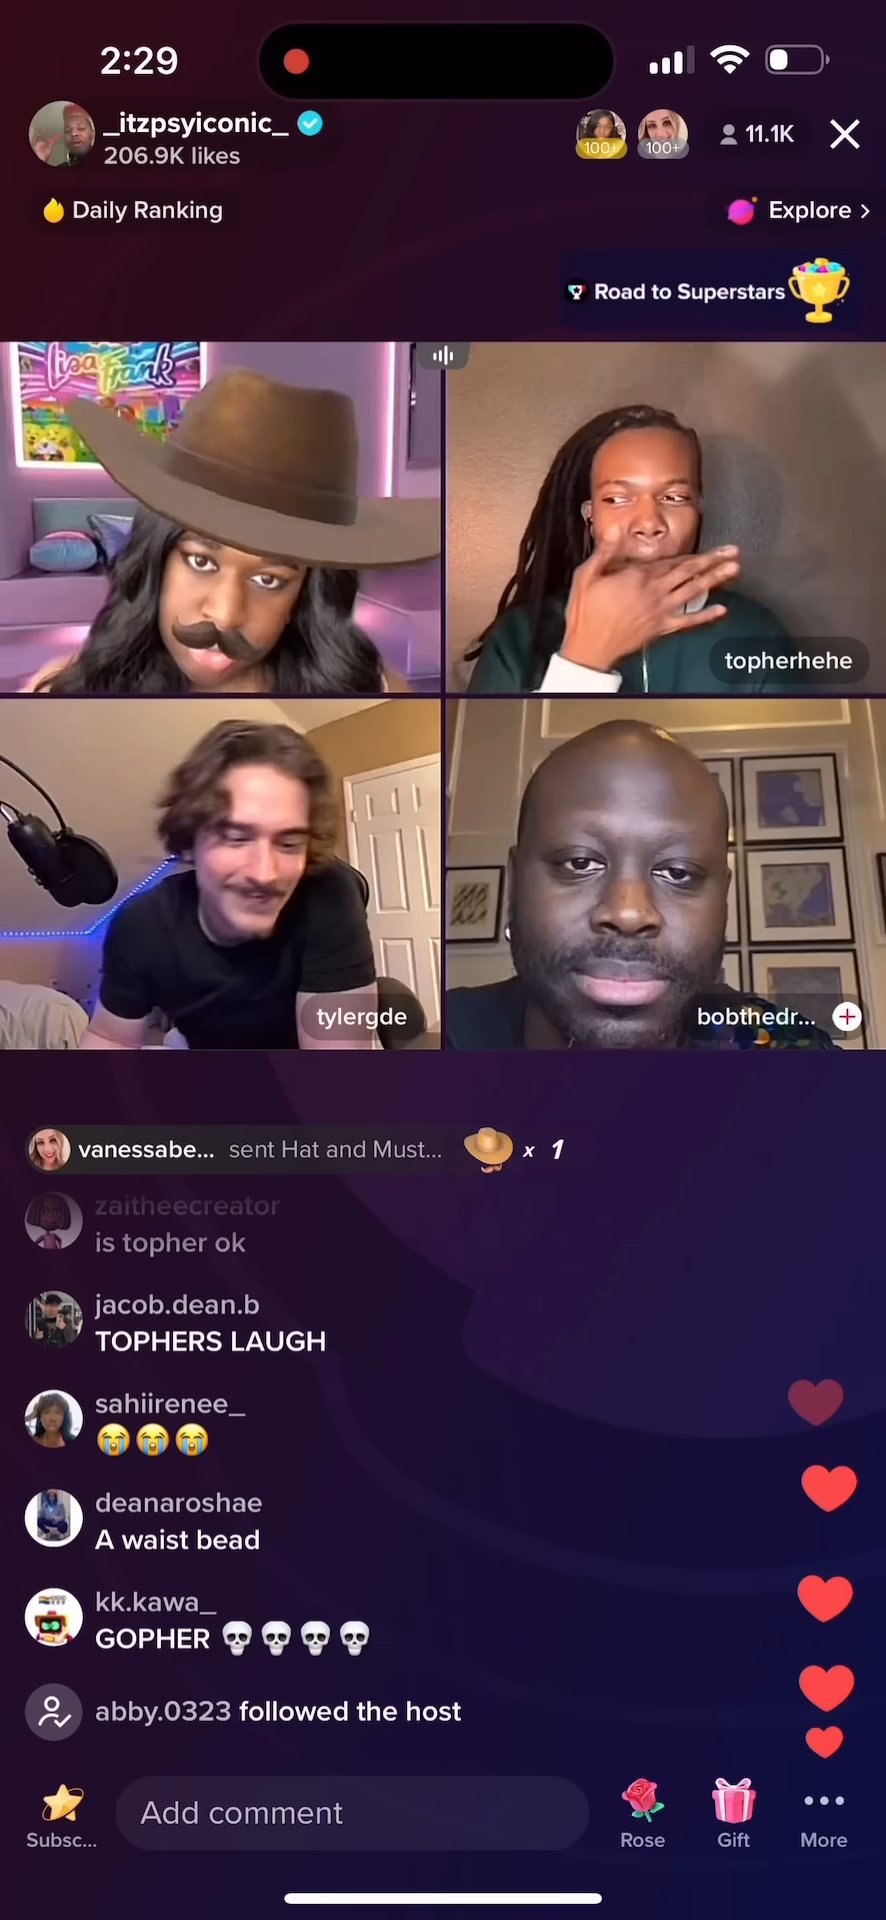 2:29
_itzpsyiconic_
206.9K likes
100+
100+
11.1K
Daily Ranking
Explore >
Road to Superstars
Lisa Frank
topherhehe
tylergde
bobthedr...
vanessabe... sent Hat and Must... x 1
zaitheecreator
is topher ok
jacob.dean.b
TOPHERS LAUGH
sahiirenee_
😭😭😭
deanaroshae
A waist bead
kk.kawa_
GOPHER 💀💀💀💀
abby.0323 followed the host
Subsc...
Add comment
Rose
Gift
More